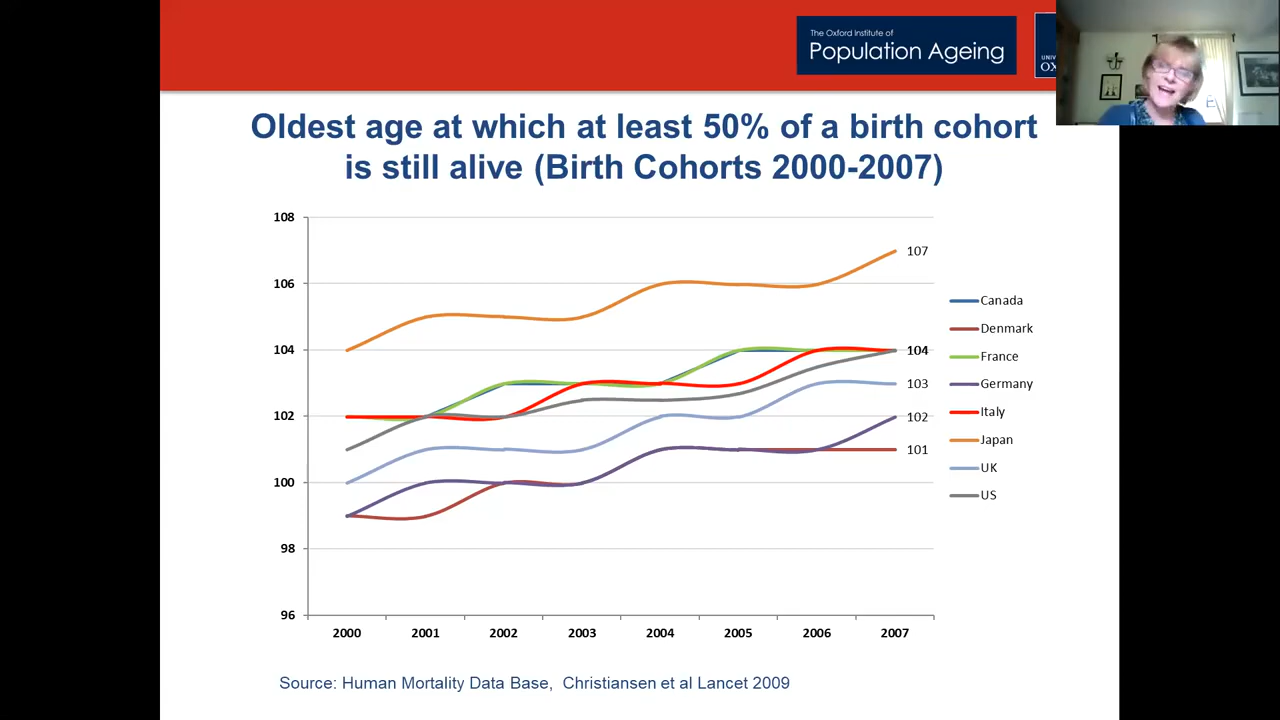 The Oxford Institute of
Population Ageing
Oldest age at which at least 50% of a birth cohort
is still alive (Birth Cohorts 2000-2007)
108
106
104
102
100
98
96
107
104
103
102
101
2000 2001 2002 2003 2004 2005 2006 2007
Canada
Denmark
France
Germany
Italy
Japan
UK
US
Source: Human Mortality Data Base, Christiansen et al Lancet 2009